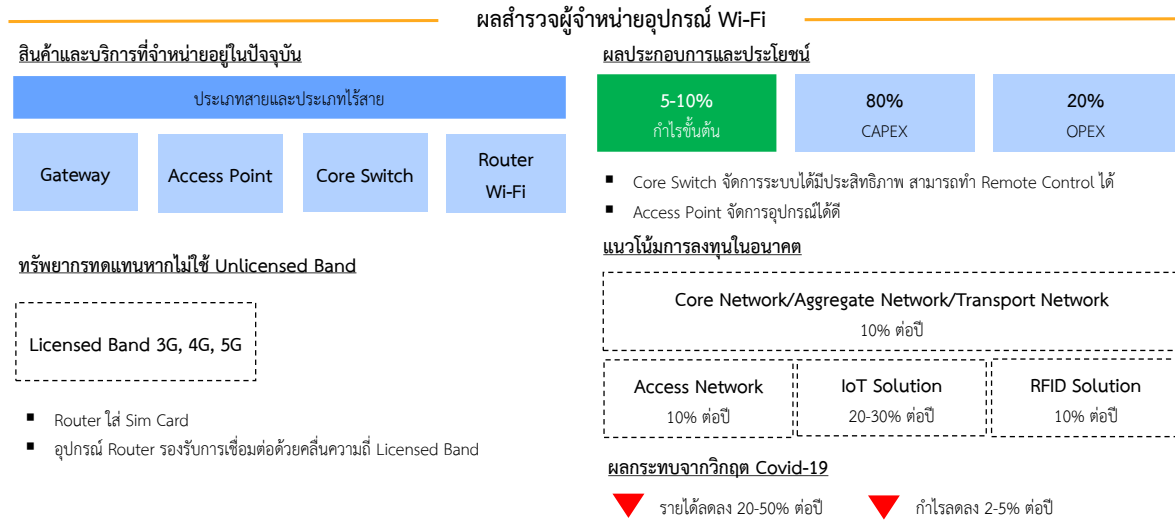 ผลสำรวจผู้จำหน่ายอุปกรณ์ Wi-Fi
สินค้าและบริการที่จำหน่ายอยู่ในปัจจุบัน
ประเภทสายและประเภทไร้สาย
Gateway
Access Point
Core Switch
Router
Wi-Fi
ทรัพยากรทดแทนหากไม่ใช้ Unlicensed Band
Licensed Band 3G, 4G, 5G
▪ Router ใส่ Sim Card
▪ อุปกรณ์ Router รองรับการเชื่อมต่อด้วยคลื่นความถี่ Licensed Band
ผลประกอบการและประโยชน์
5-10%
กำไรขั้นต้น
80%
CAPEX
20%
OPEX
▪ Core Switch จัดการระบบได้มีประสิทธิภาพ สามารถทำ Remote Control ได้
▪ Access Point จัดการอุปกรณ์ได้ดี
แนวโน้มการลงทุนในอนาคต
Core Network/Aggregate Network/Transport Network
10% ต่อปี
Access Network
10% ต่อปี
IoT Solution
20-30% ต่อปี
RFID Solution
10% ต่อปี
ผลกระทบจากวิกฤต Covid-19
รายได้ลดลง 20-50% ต่อปี
กำไรลดลง 2-5% ต่อปี